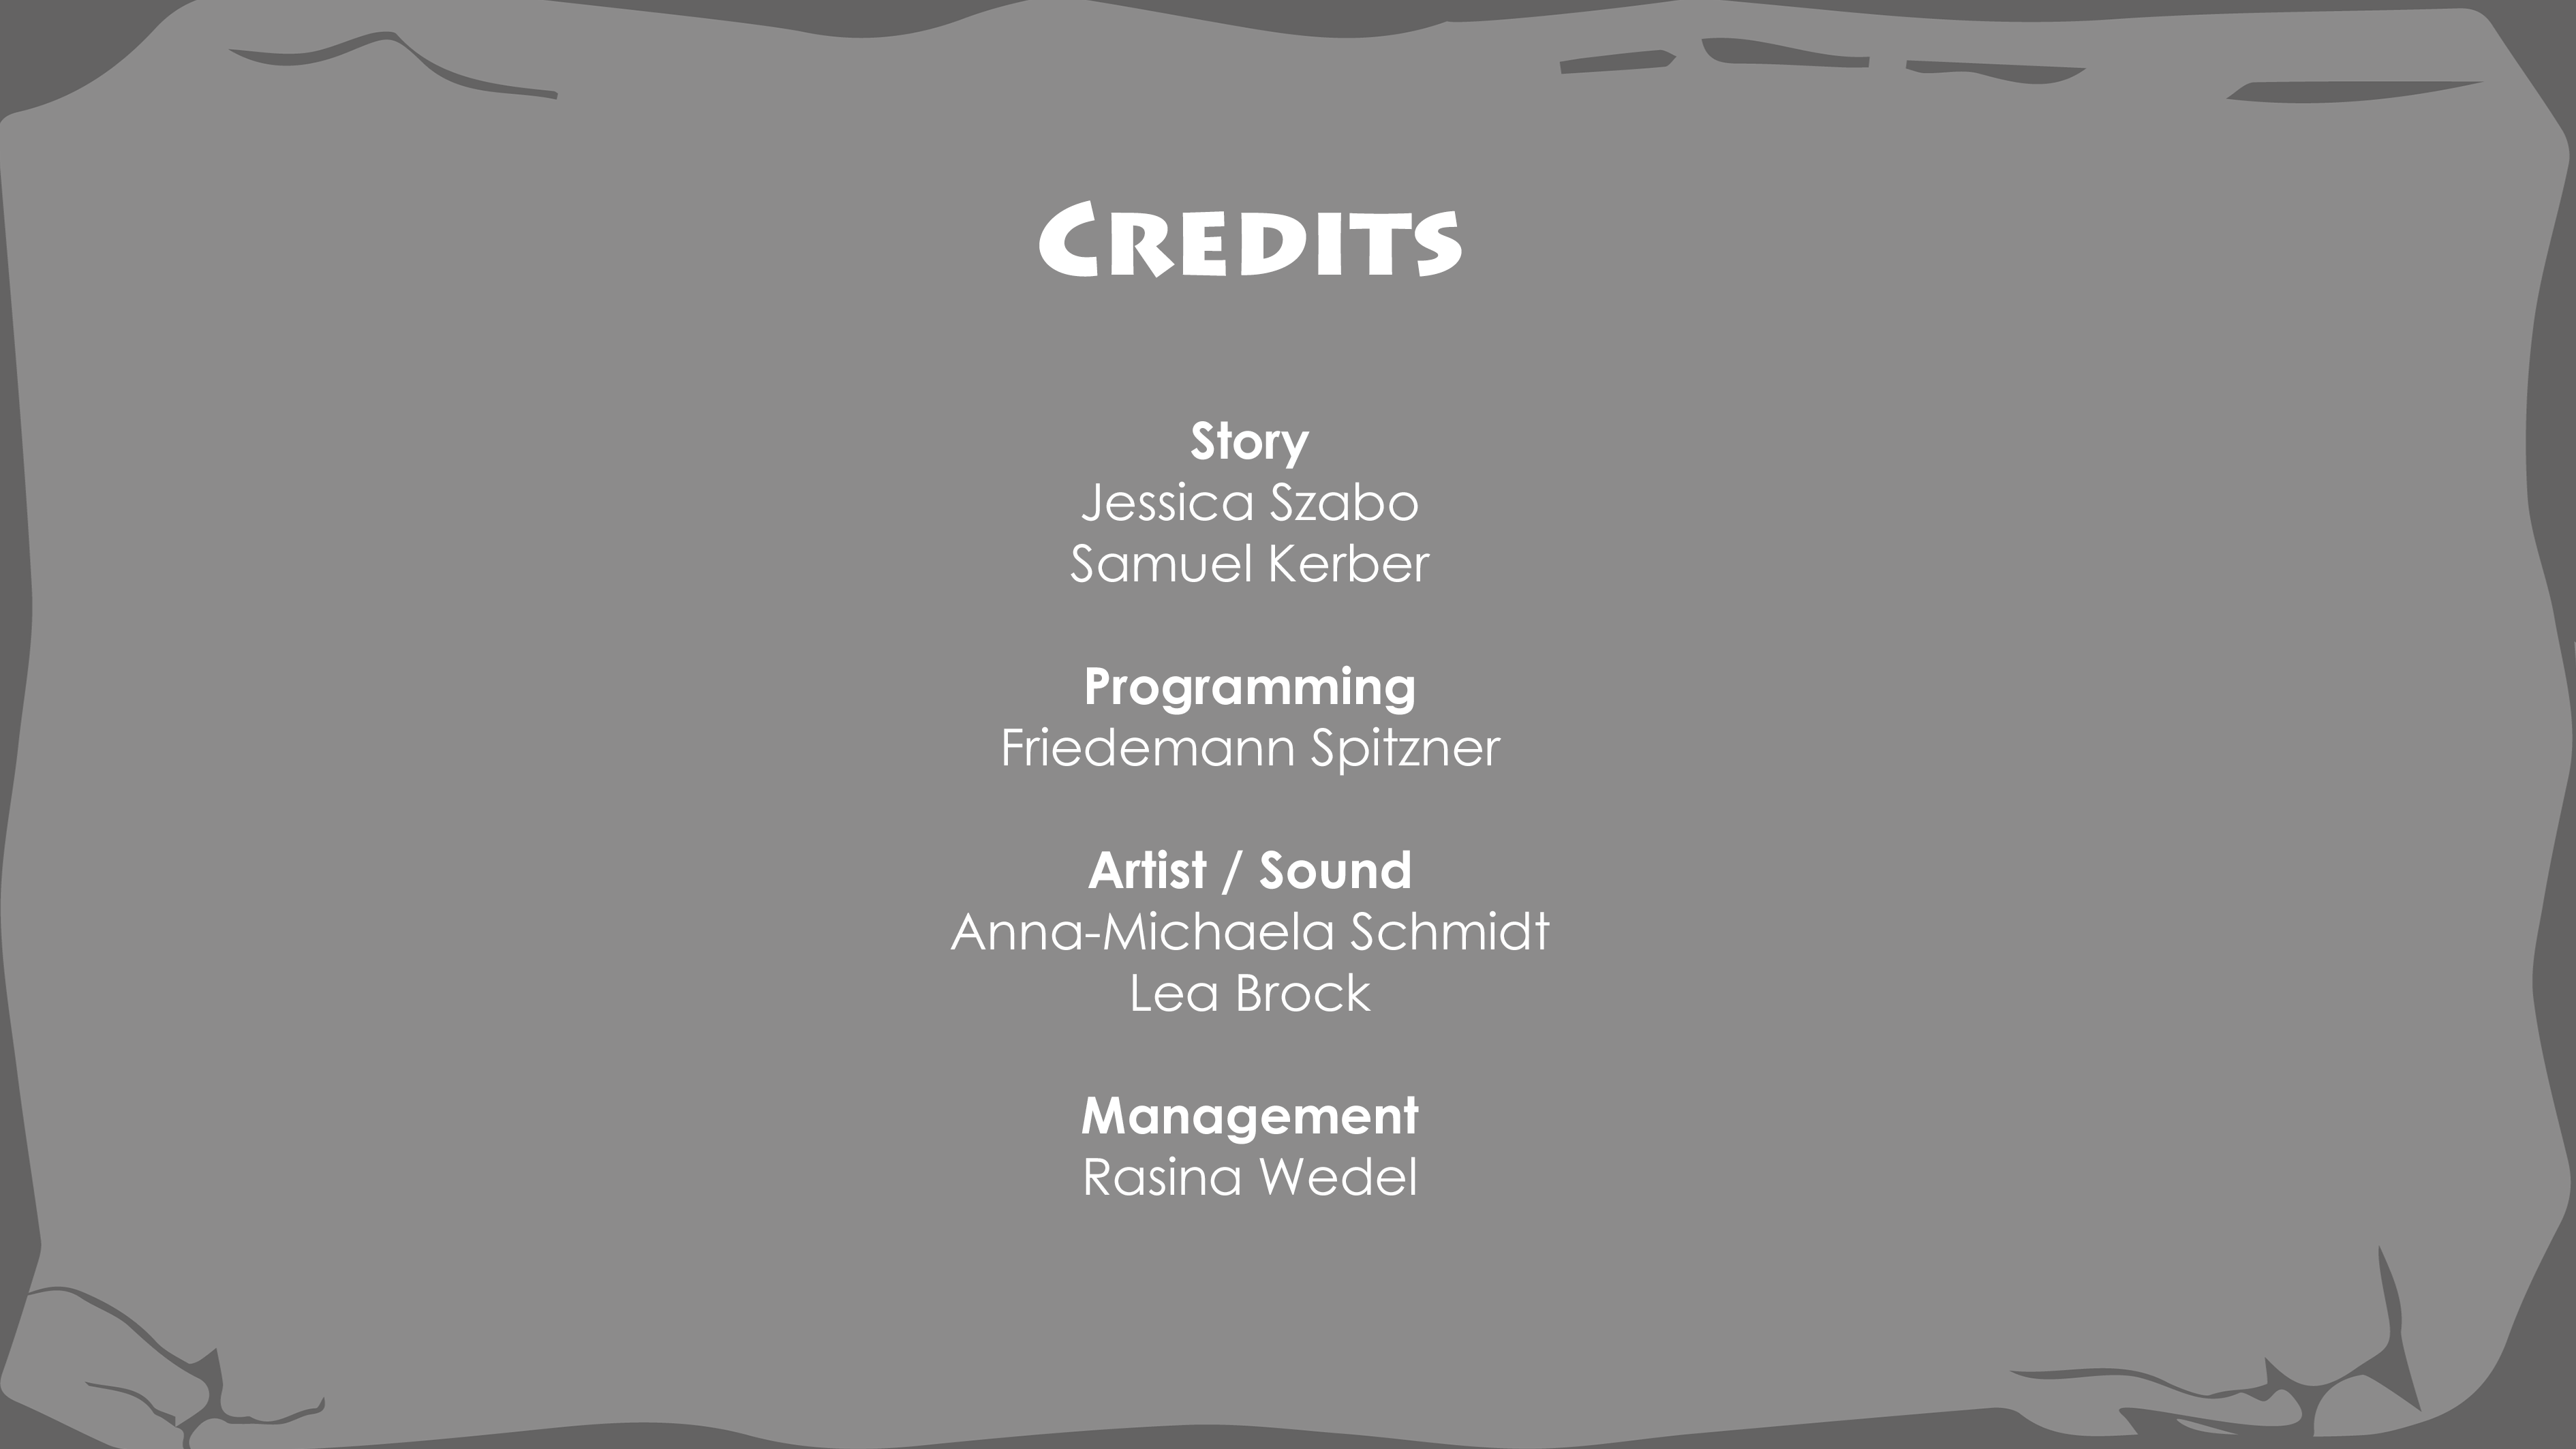 CREDITS
Story
Jessica Szabo
Samuel Kerber
Programming
Friedemann Spitzner
Artist / Sound
Anna-Michaela Schmidt
Lea Brock
Management
Rasina Wedel